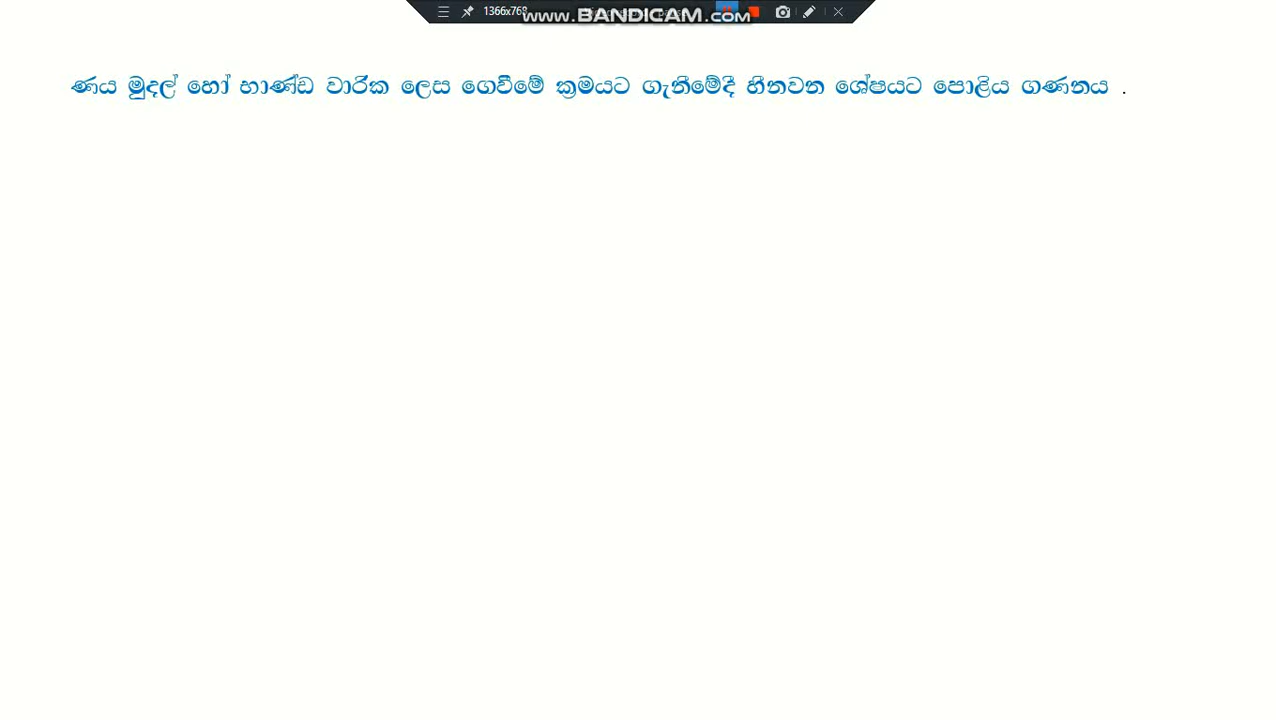 1366x768
www.BANDICAM.com
ණය මුදල් හෝ භාණ්ඩ වාරික ලෙස ගෙවීමේ ක්‍රමයට ගැනීමේදී හීනවන ශේෂයට පොළිය ගණනය .